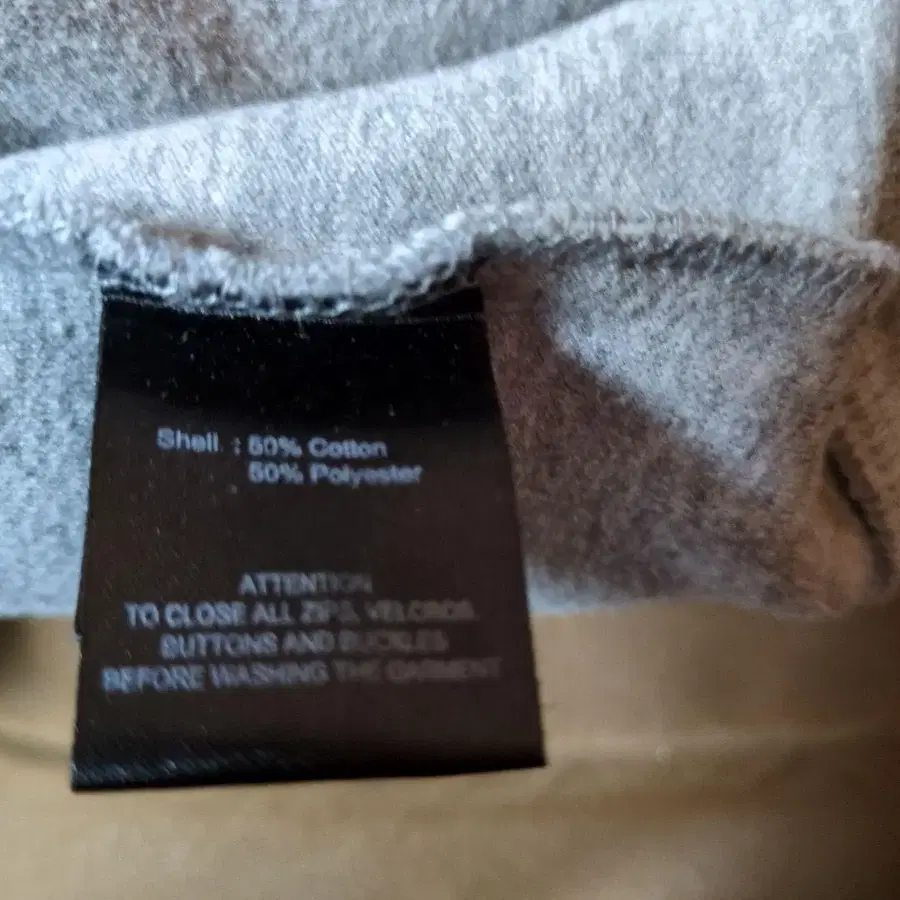 Shell : 50% Cotton
50% Polyester
ATTENTION
TO CLOSE ALL ZIPS, VELCROS,
BUTTONS AND BUCKLES
BEFORE WASHING THE GARMENT